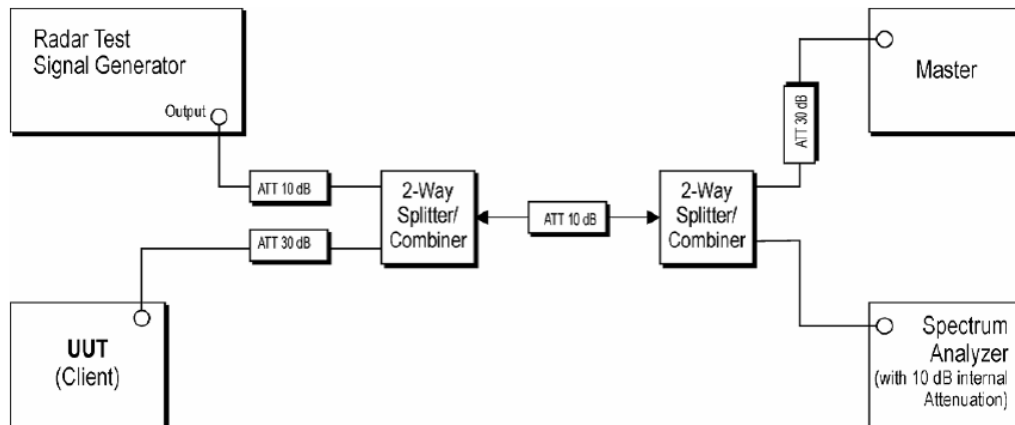 Radar Test
Signal Generator
Output
ATT 10 dB
ATT 30 dB
2-Way
Splitter/
Combiner
ATT 10 dB
2-Way
Splitter/
Combiner
ATT 30 dB
Master
UUT
(Client)
Spectrum
Analyzer
(with 10 dB internal
Attenuation)